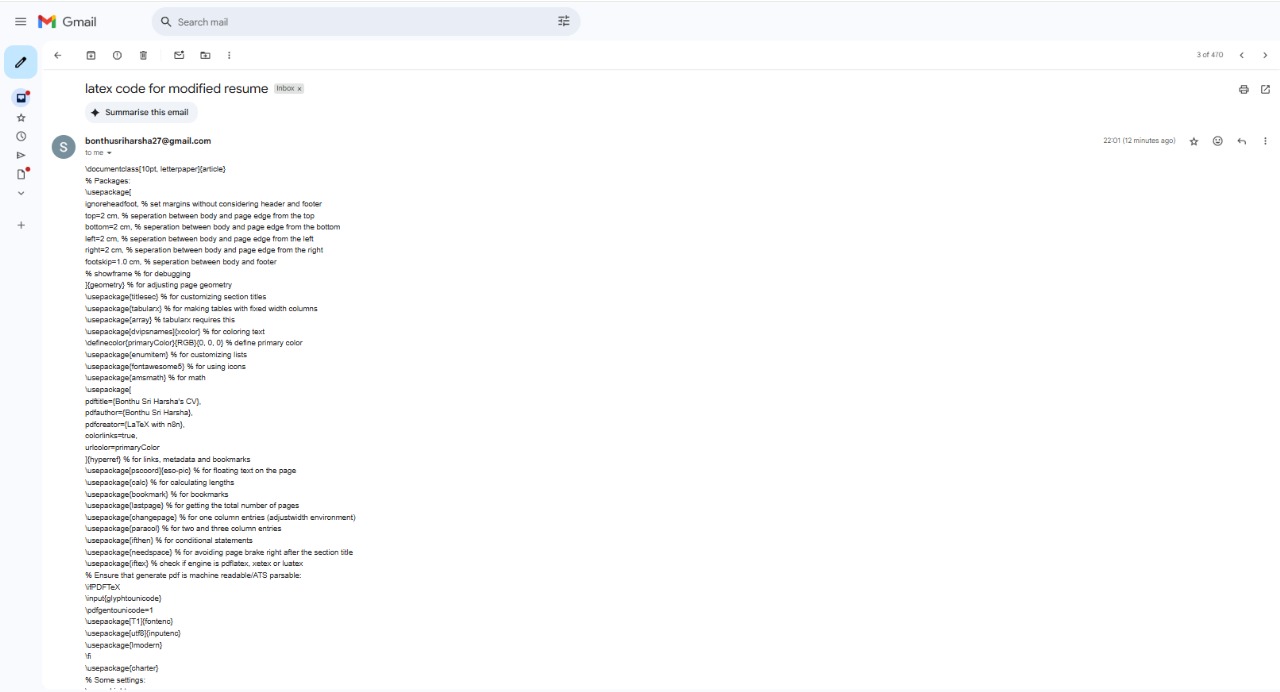 Gmail
Search mail
3 of 470
latex code for modified resume Inbox x
Summarise this email
S
bonthusriharsha27@gmail.com
22:01 (12 minutes ago)
to me
\documentclass[10pt, letterpaper]{article}
% Packages:
\usepackage[
ignoreheadfoot, % set margins without considering header and footer
top=2 cm, % seperation between body and page edge from the top
bottom=2 cm, % seperation between body and page edge from the bottom
left=2 cm, % seperation between body and page edge from the left
right=2 cm, % seperation between body and page edge from the right
footskip=1.0 cm, % seperation between body and footer
% showframe % for debugging
]{geometry} % for adjusting page geometry
\usepackage{titlesec} % for customizing section titles
\usepackage{tabularx} % for making tables with fixed width columns
\usepackage{array} % tabularx requires this
\usepackage[dvipsnames]{xcolor} % for coloring text
\definecolor{primaryColor}{RGB}{0, 0, 0} % define primary color
\usepackage{enumitem} % for customizing lists
\usepackage{fontawesome5} % for using icons
\usepackage{amsmath} % for math
\usepackage[
pdftitle={Bonthu Sri Harsha's CV},
pdfauthor={Bonthu Sri Harsha},
pdfcreator={LaTeX with n8n},
colorlinks=true,
urlcolor=primaryColor
]{hyperref} % for links, metadata and bookmarks
\usepackage[pscoord]{eso-pic} % for floating text on the page
\usepackage{calc} % for calculating lengths
\usepackage{bookmark} % for bookmarks
\usepackage{lastpage} % for getting the total number of pages
\usepackage{changepage} % for one column entries (adjustwidth environment)
\usepackage{paracol} % for two and three column entries
\usepackage{ifthen} % for conditional statements
\usepackage{needspace} % for avoiding page brake right after the section title
\usepackage{iftex} % check if engine is pdflatex, xetex or luatex
% Ensure that generate pdf is machine readable/ATS parsable:
\ifPDFTeX
\input{glyphtounicode}
\pdfgentounicode=1
\usepackage[T1]{fontenc}
\usepackage[utf8]{inputenc}
\usepackage{lmodern}
\fi
\usepackage{charter}
% Some settings: